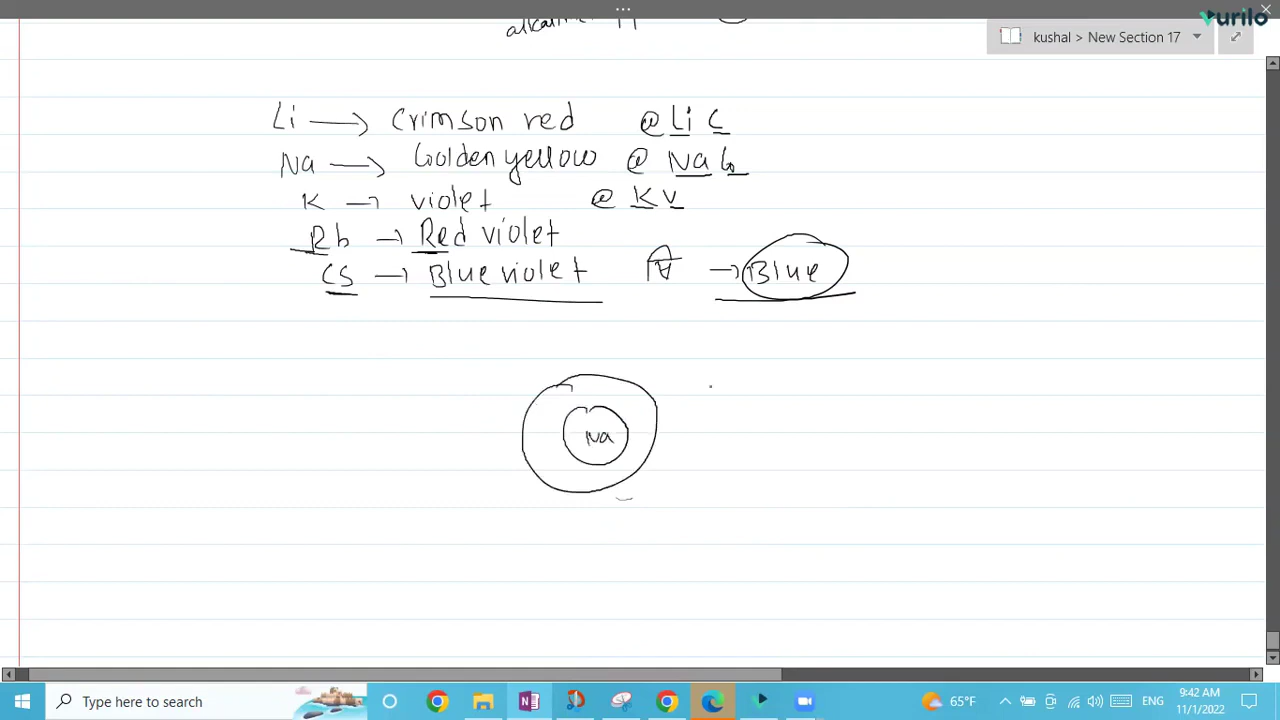 vurilo
kushal > New Section 17
Li → Crimson red @ Li C
Na → Golden yellow @ Na G
K → violet @ K V
Rb → Red violet
CS → Blue violet → Blue
Na
Type here to search
65°F
ENG
9:42 AM
11/1/2022